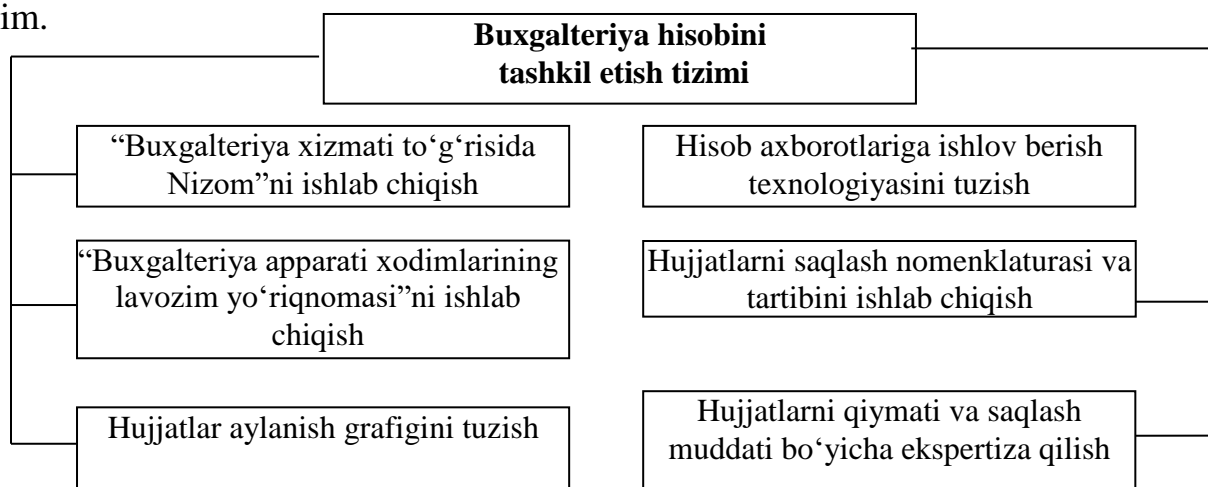 im.
Buxgalteriya hisobini
tashkil etish tizimi
“Buxgalteriya xizmati to‘g‘risida
Nizom”ni ishlab chiqish
“Buxgalteriya apparati xodimlarining
lavozim yo‘riqnomasi”ni ishlab
chiqish
Hujjatlar aylanish grafigini tuzish
Hisob axborotlariga ishlov berish
texnologiyasini tuzish
Hujjatlarni saqlash nomenklaturasi va
tartibini ishlab chiqish
Hujjatlarni qiymati va saqlash
muddati bo‘yicha ekspertiza qilish